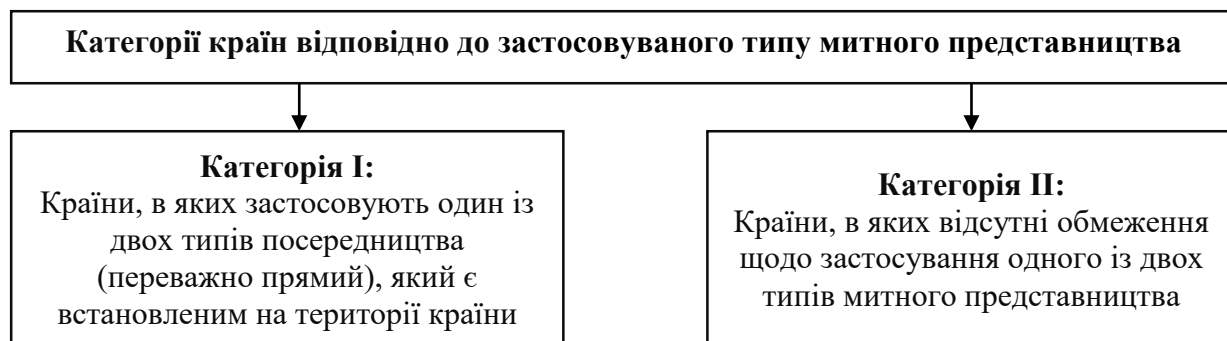 Категорії країн відповідно до застосовуваного типу митного представництва
Категорія І:
Країни, в яких застосовують один із
двох типів посередництва
(переважно прямий), який є
встановленим на території країни
Категорія ІІ:
Країни, в яких відсутні обмеження
щодо застосування одного із двох
типів митного представництва